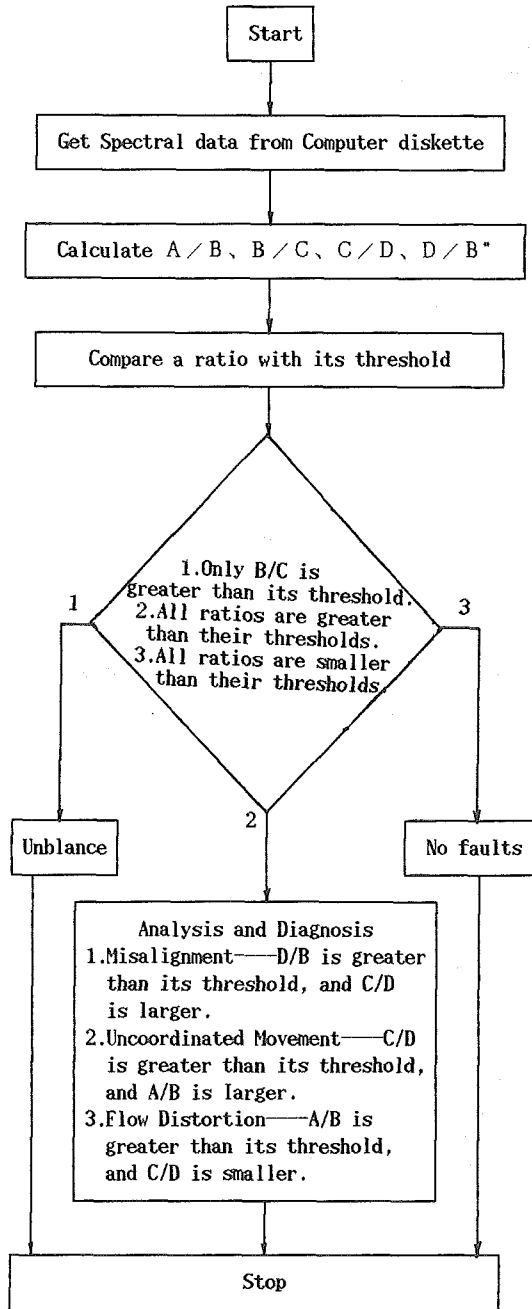 Start
Get Spectral data from Computer diskette
Calculate A／B、B／C、C／D、D／B"
Compare a ratio with its threshold
1.Only B/C is
greater than its threshold.
2.All ratios are greater
than their thresholds.
3.All ratios are smaller
than their thresholds.
1
3
2
Unblance
No faults
Analysis and Diagnosis
1.Misalignment──D/B is greater
than its threshold, and C/D
is larger.
2.Uncoordinated Movement──C/D
is greater than its threshold,
and A/B is larger.
3.Flow Distortion──A/B is
greater than its threshold,
and C/D is smaller.
Stop